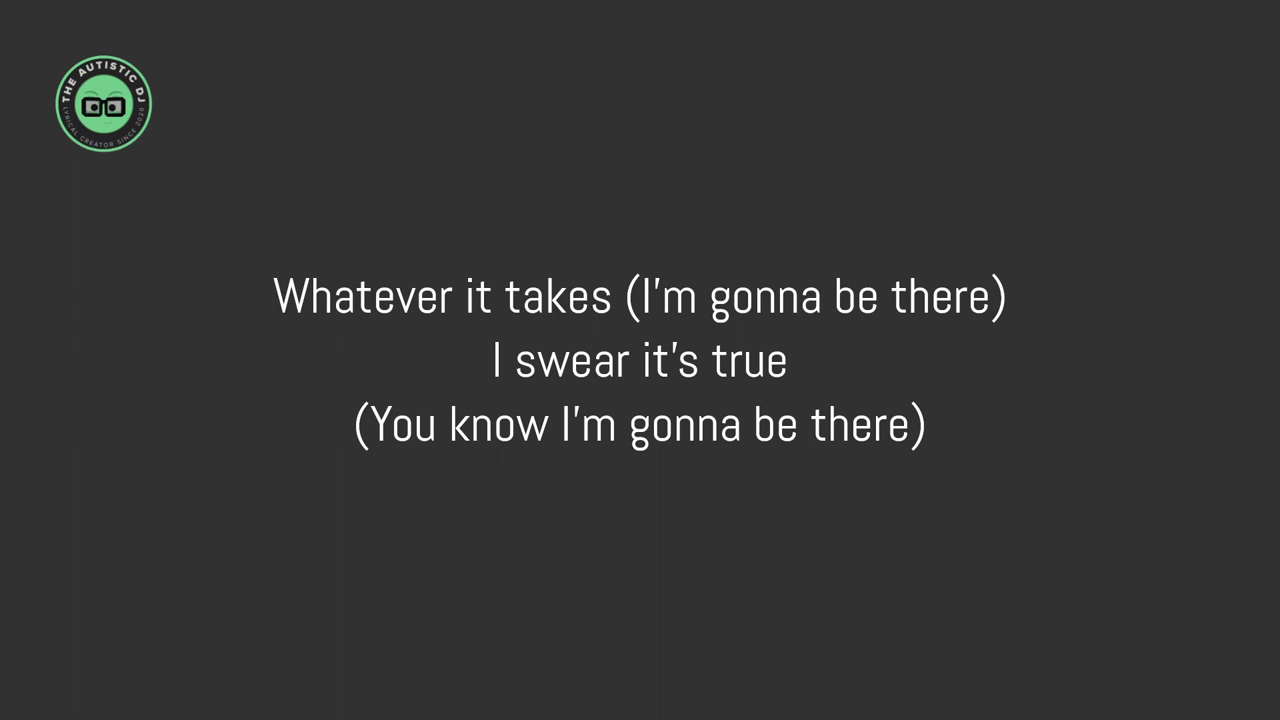 THE AUTISTIC DJ
LYRICAL CREATOR SINCE 2020
Whatever it takes (I'm gonna be there)
I swear it's true
(You know I'm gonna be there)